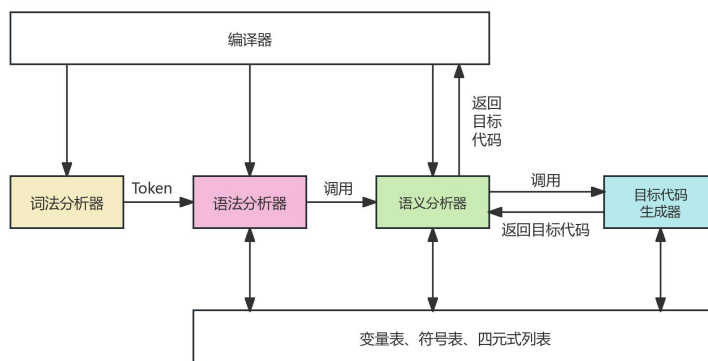 编译器
返回
目标
代码
词法分析器
Token
语法分析器
调用
语义分析器
调用
返回目标代码
目标代码
生成器
变量表、符号表、四元式列表